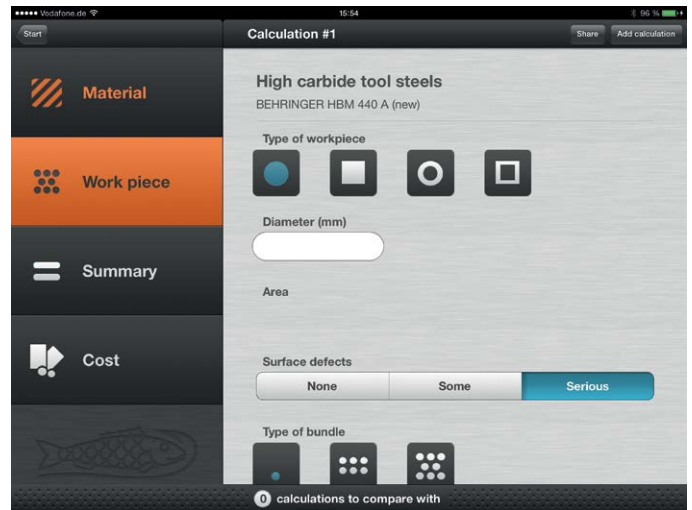 ●●●●● Vodafone.de 15:54 96 %
Start Calculation #1 Share Add calculation
Material
Work piece
Summary
Cost
High carbide tool steels
BEHRINGER HBM 440 A (new)
Type of workpiece
Diameter (mm)
Area
Surface defects
None Some Serious
Type of bundle
0 calculations to compare with